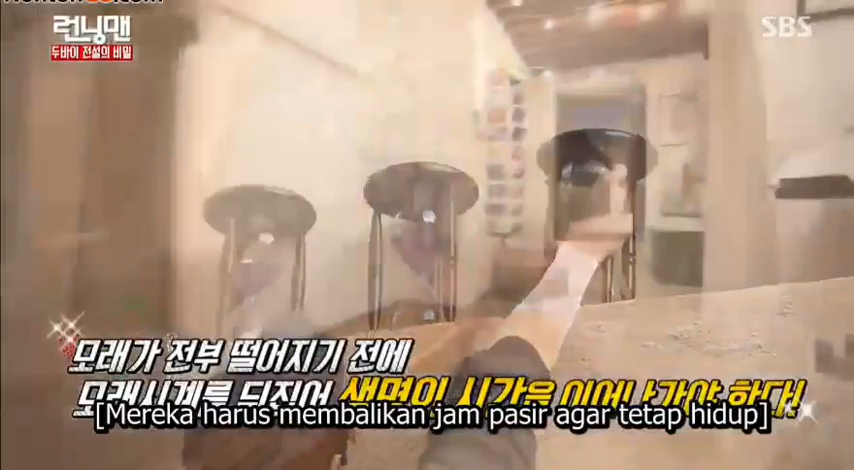 런닝맨
두바이 전설의 비밀
SBS
모래가 전부 떨어지기 전에
모래시계를 뒤집어 생명의 시간을 이어나가야 한다!
[Mereka harus membalikan jam pasir agar tetap hidup]